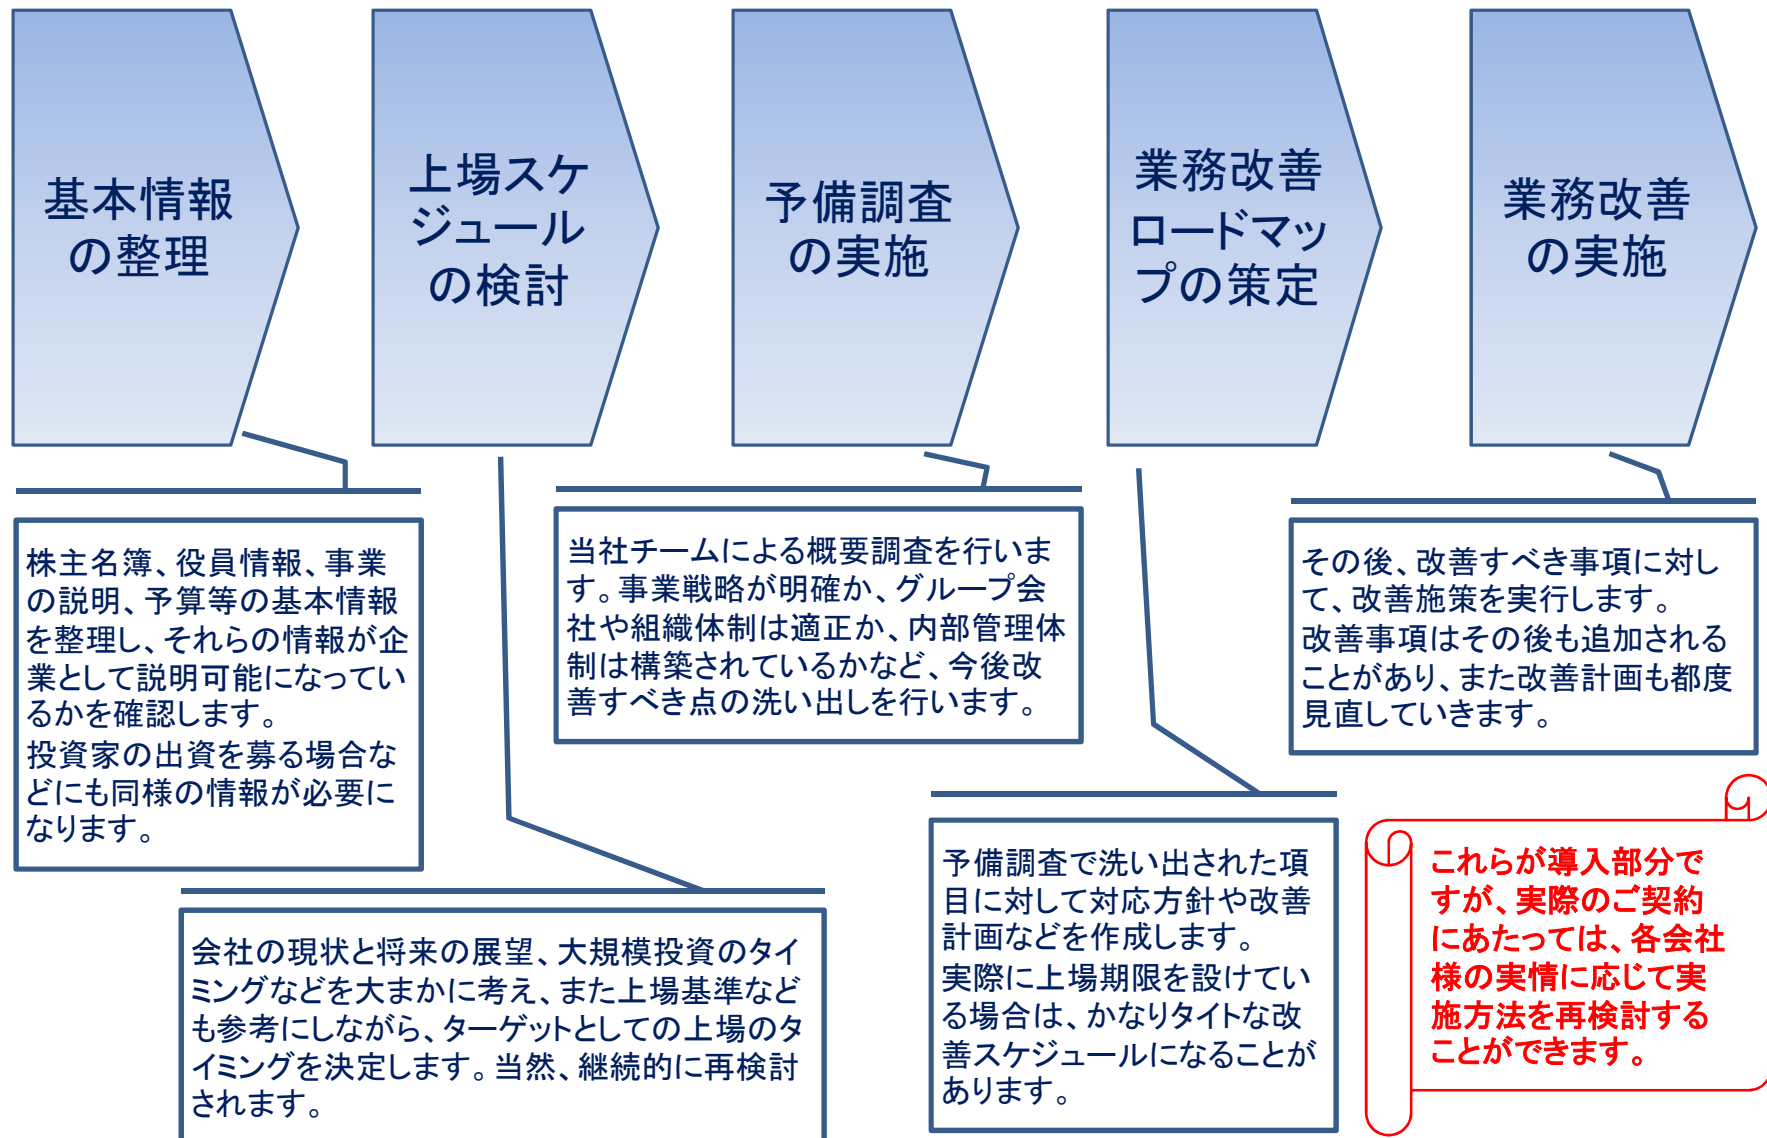 基本情報
の整理
上場スケ
ジュール
の検討
予備調査
の実施
業務改善
ロードマッ
プの策定
業務改善
の実施
株主名簿、役員情報、事業
の説明、予算等の基本情報
を整理し、それらの情報が企
業として説明可能になってい
るかを確認します。
投資家の出資を募る場合な
どにも同様の情報が必要に
なります。
会社の現状と将来の展望、大規模投資のタイ
ミングなどを大まかに考え、また上場基準など
も参考にしながら、ターゲットとしての上場のタ
イミングを決定します。当然、継続的に再検討
されます。
当社チームによる概要調査を行いま
す。事業戦略が明確か、グループ会
社や組織体制は適正か、内部管理体
制は構築されているかなど、今後改
善すべき点の洗い出しを行います。
予備調査で洗い出された項
目に対して対応方針や改善
計画などを作成します。
実際に上場期限を設けてい
る場合は、かなりタイトな改
善スケジュールになることが
あります。
その後、改善すべき事項に対し
て、改善施策を実行します。
改善事項はその後も追加される
ことがあり、また改善計画も都度
見直していきます。
これらが導入部分で
すが、実際のご契約
にあたっては、各会社
様の実情に応じて実
施方法を再検討する
ことができます。